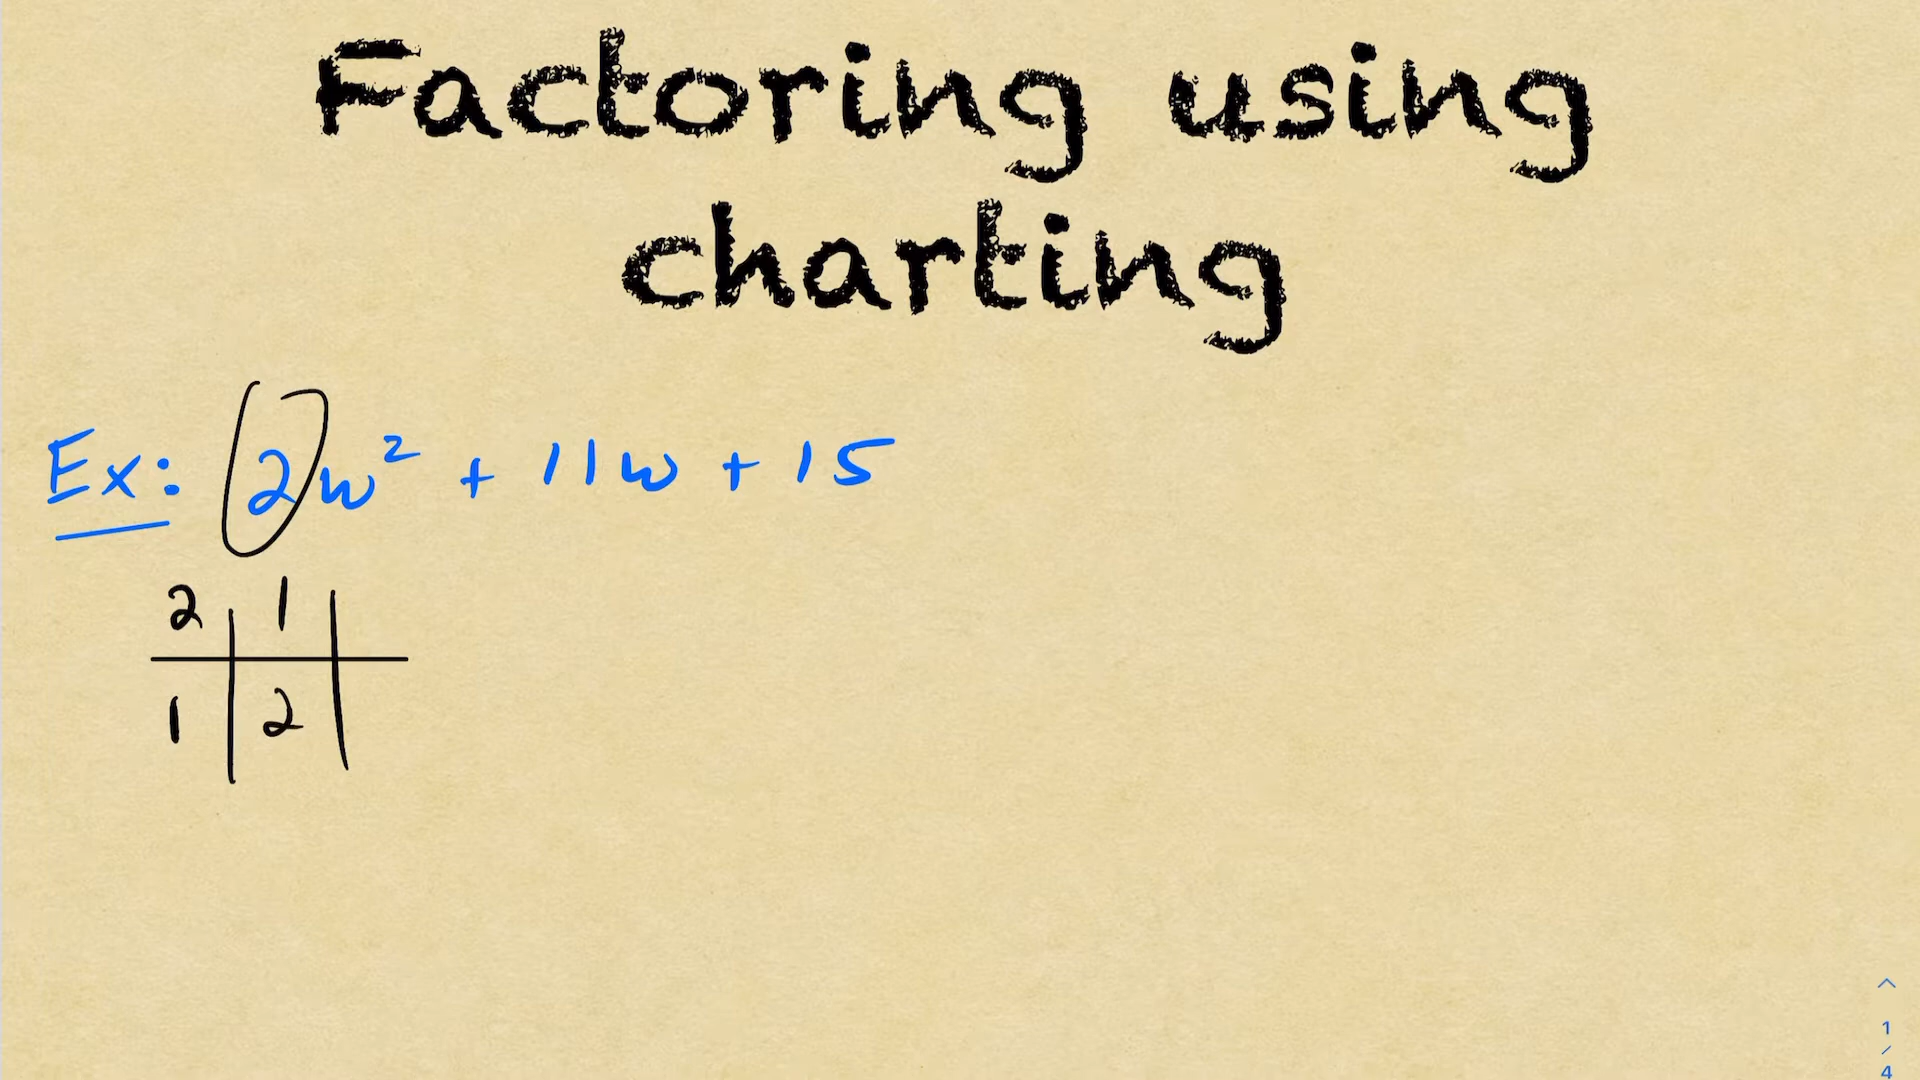 Factoring using
charting
Ex: 2w² + 11w + 15
2 1
1 2
1
/
4